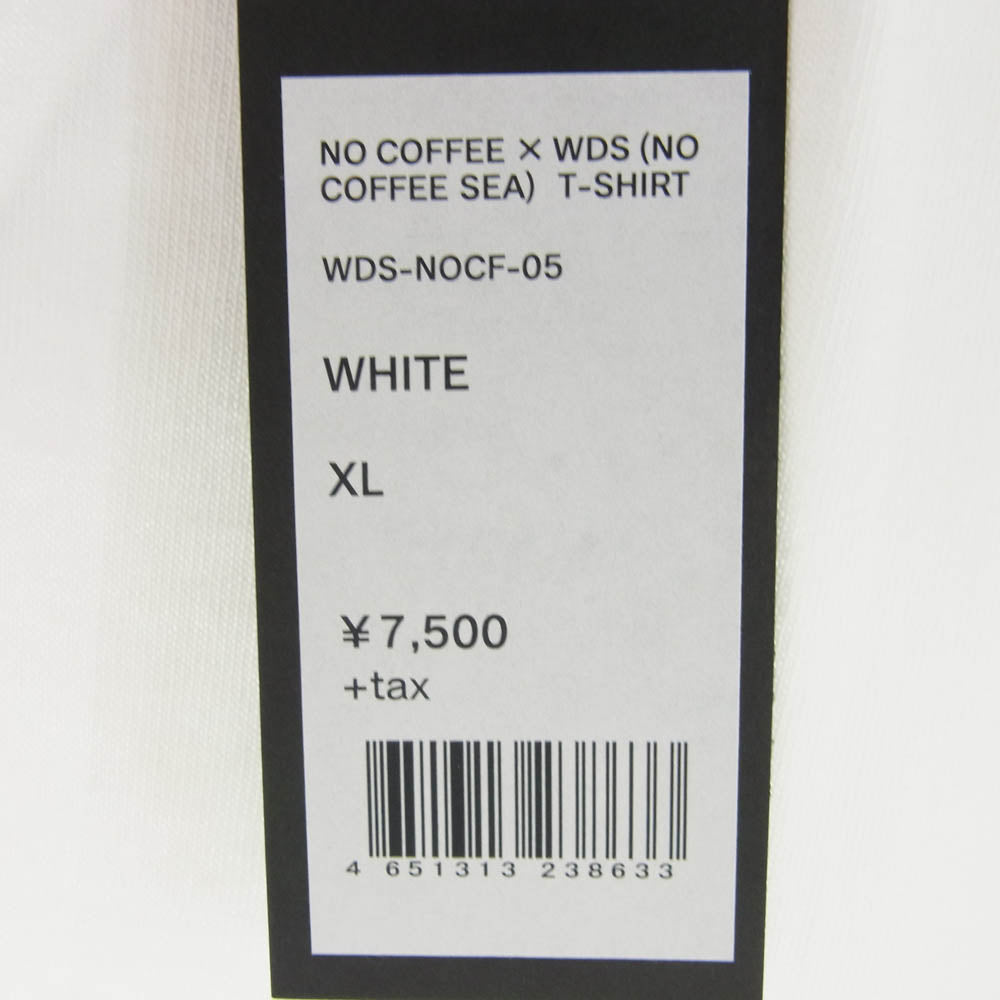 NO COFFEE × WDS (NO
COFFEE SEA) T-SHIRT
WDS-NOCF-05
WHITE
XL
¥7,500
+tax
4 651313 238633